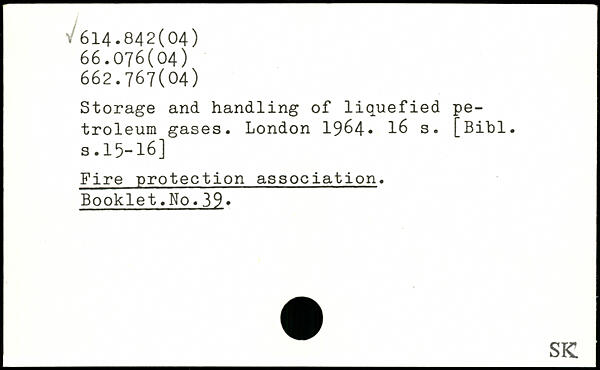 614.842(04)
66.076(04)
662.767(04)
Storage and handling of liquefied pe-
troleum gases. London 1964. 16 s. [Bibl.
s.15-16]
Fire protection association.
Booklet.No.39.
SK